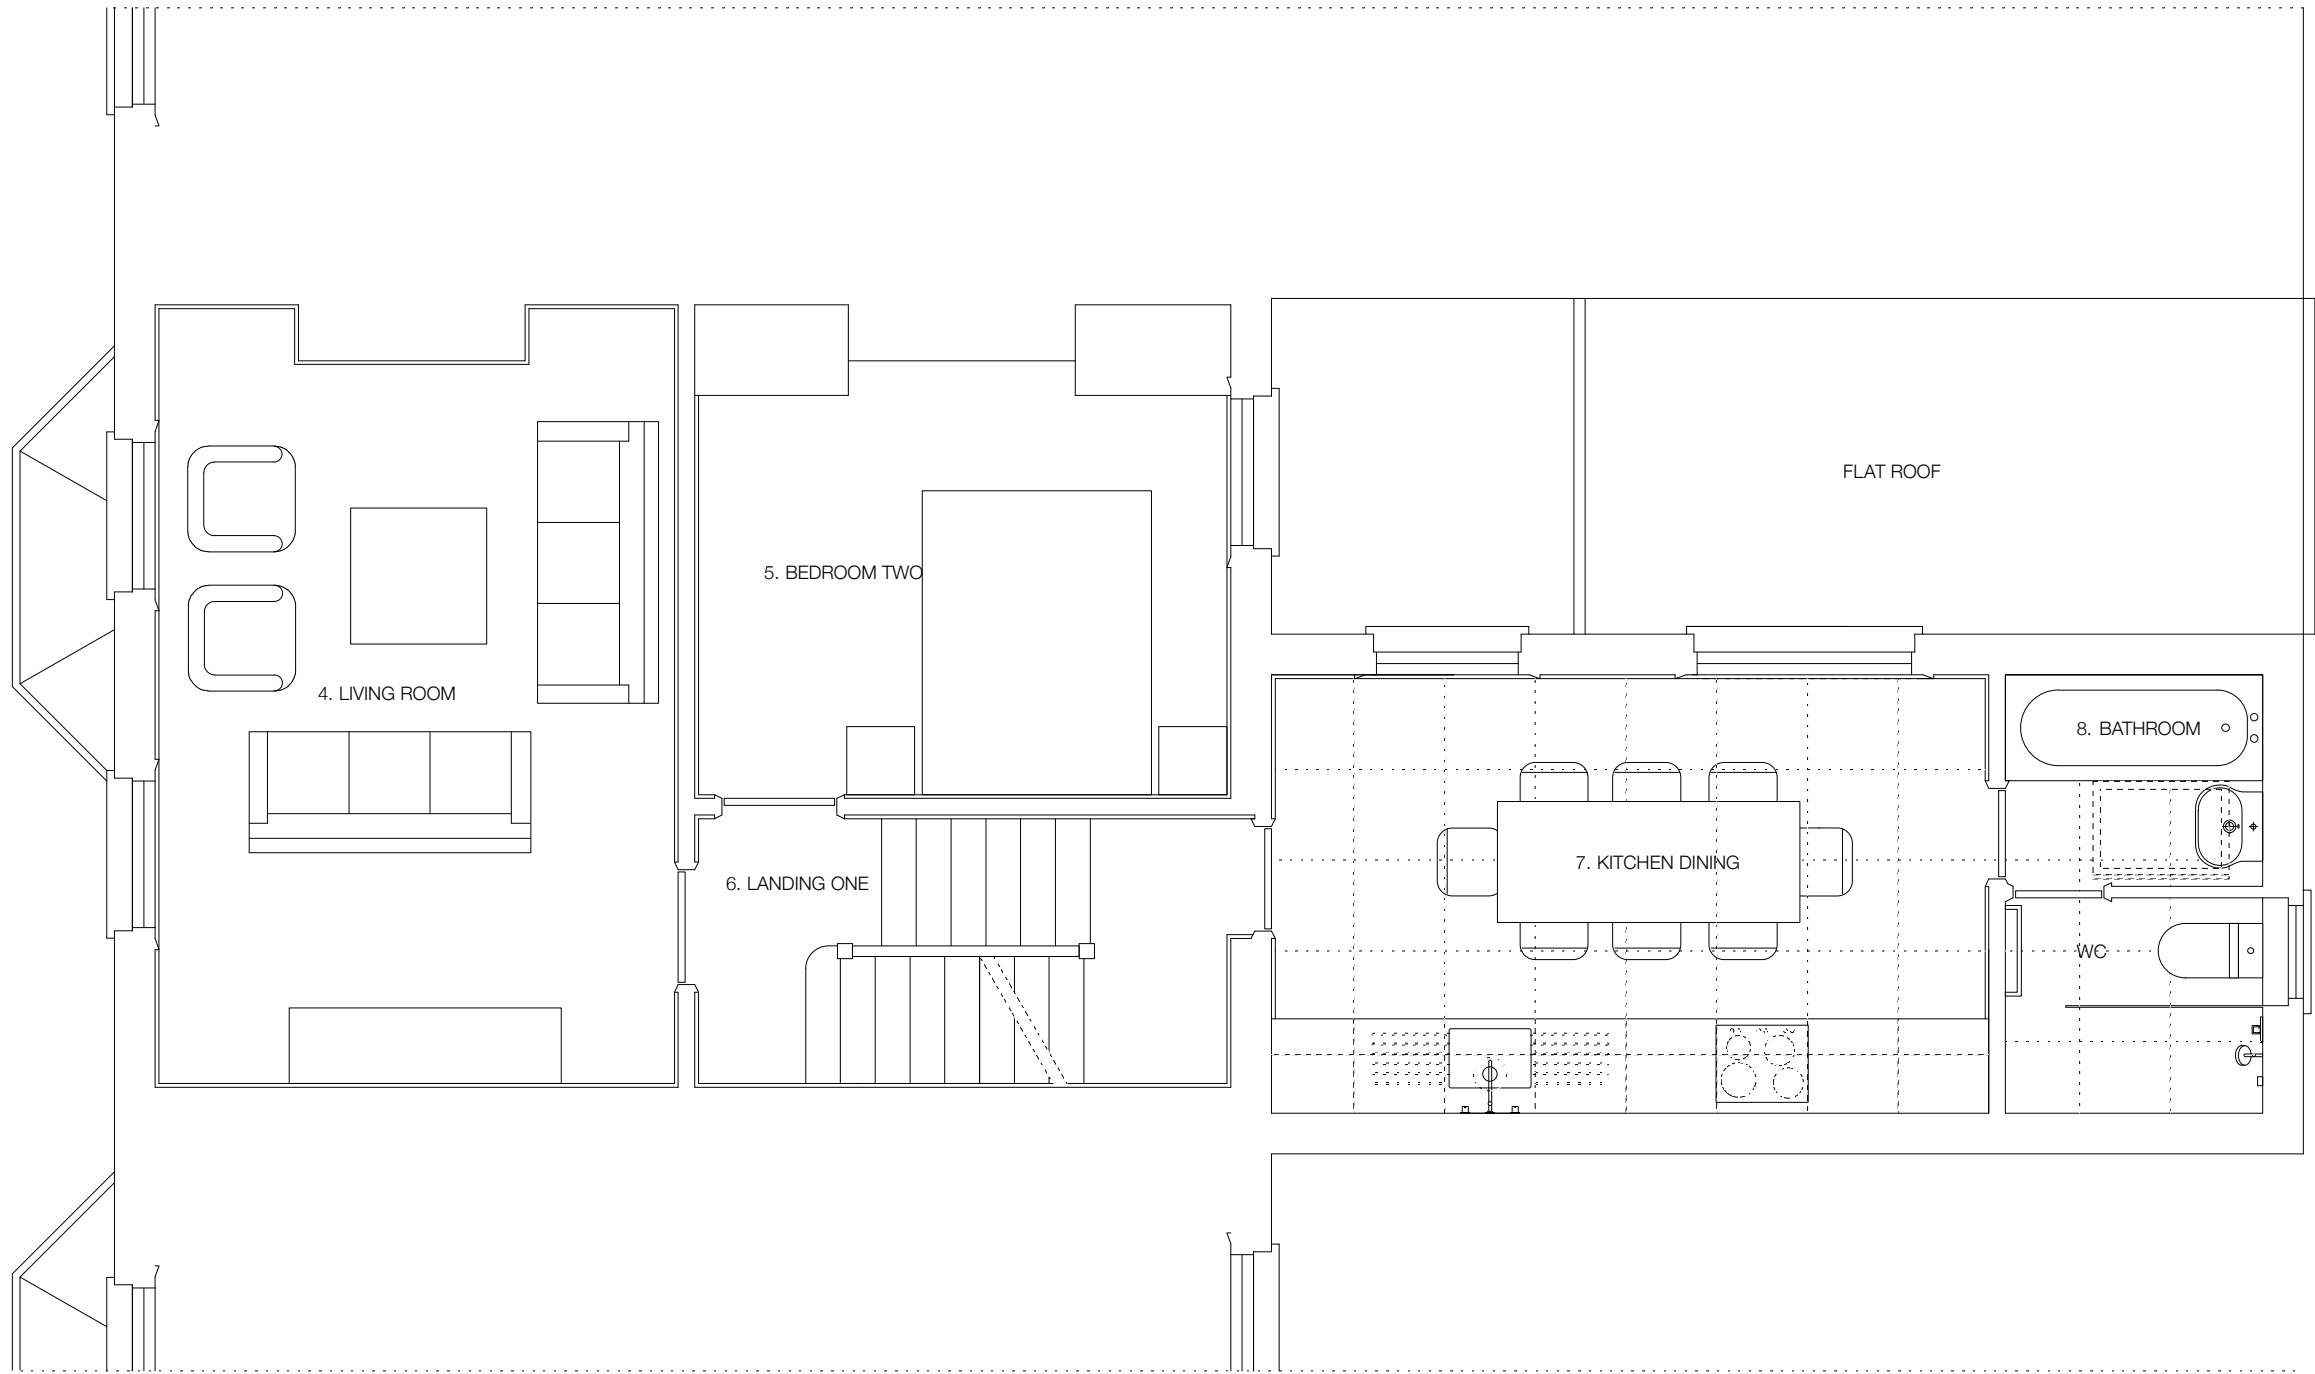 FLAT ROOF
5. BEDROOM TWO
4. LIVING ROOM
8. BATHROOM
7. KITCHEN DINING
6. LANDING ONE
WC